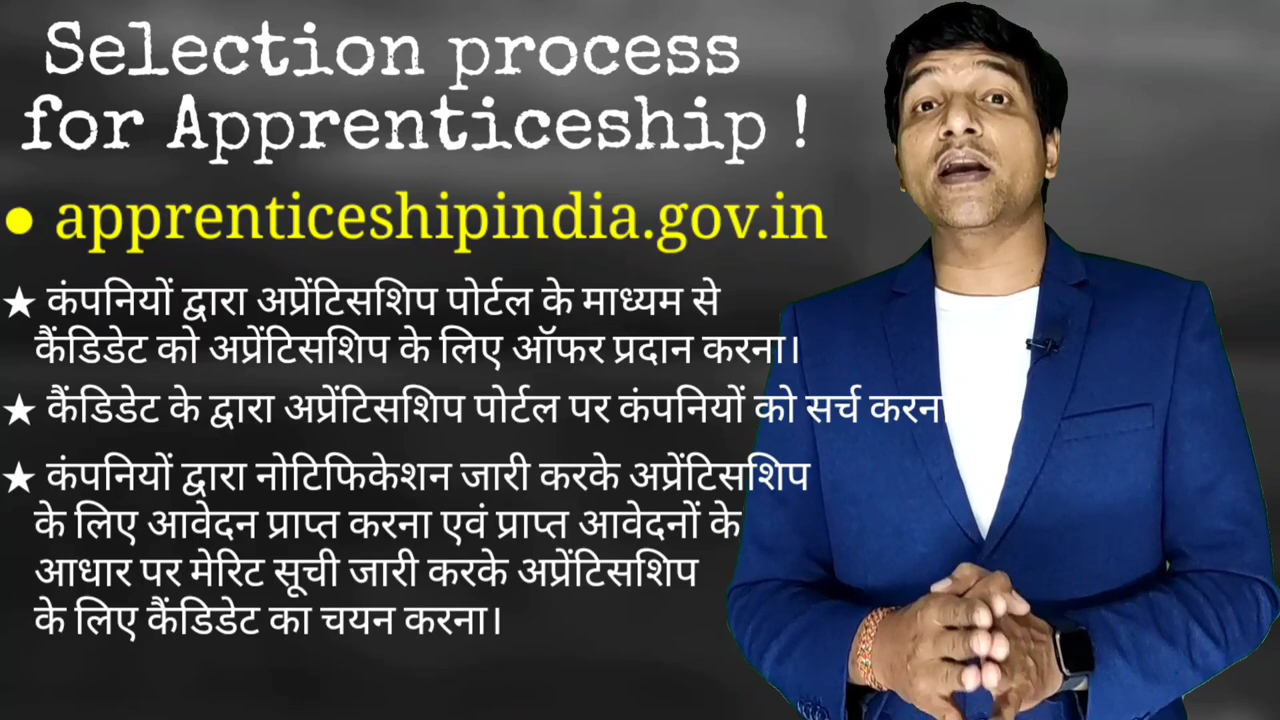 Selection process
for Apprenticeship !
● apprenticeshipindia.gov.in
★ कंपनियों द्वारा अप्रेंटिसशिप पोर्टल के माध्यम से
कैंडिडेट को अप्रेंटिसशिप के लिए ऑफर प्रदान करना।
★ कैंडिडेट के द्वारा अप्रेंटिसशिप पोर्टल पर कंपनियों को सर्च करना
★ कंपनियों द्वारा नोटिफिकेशन जारी करके अप्रेंटिसशिप
के लिए आवेदन प्राप्त करना एवं प्राप्त आवेदनों के
आधार पर मेरिट सूची जारी करके अप्रेंटिसशिप
के लिए कैंडिडेट का चयन करना।